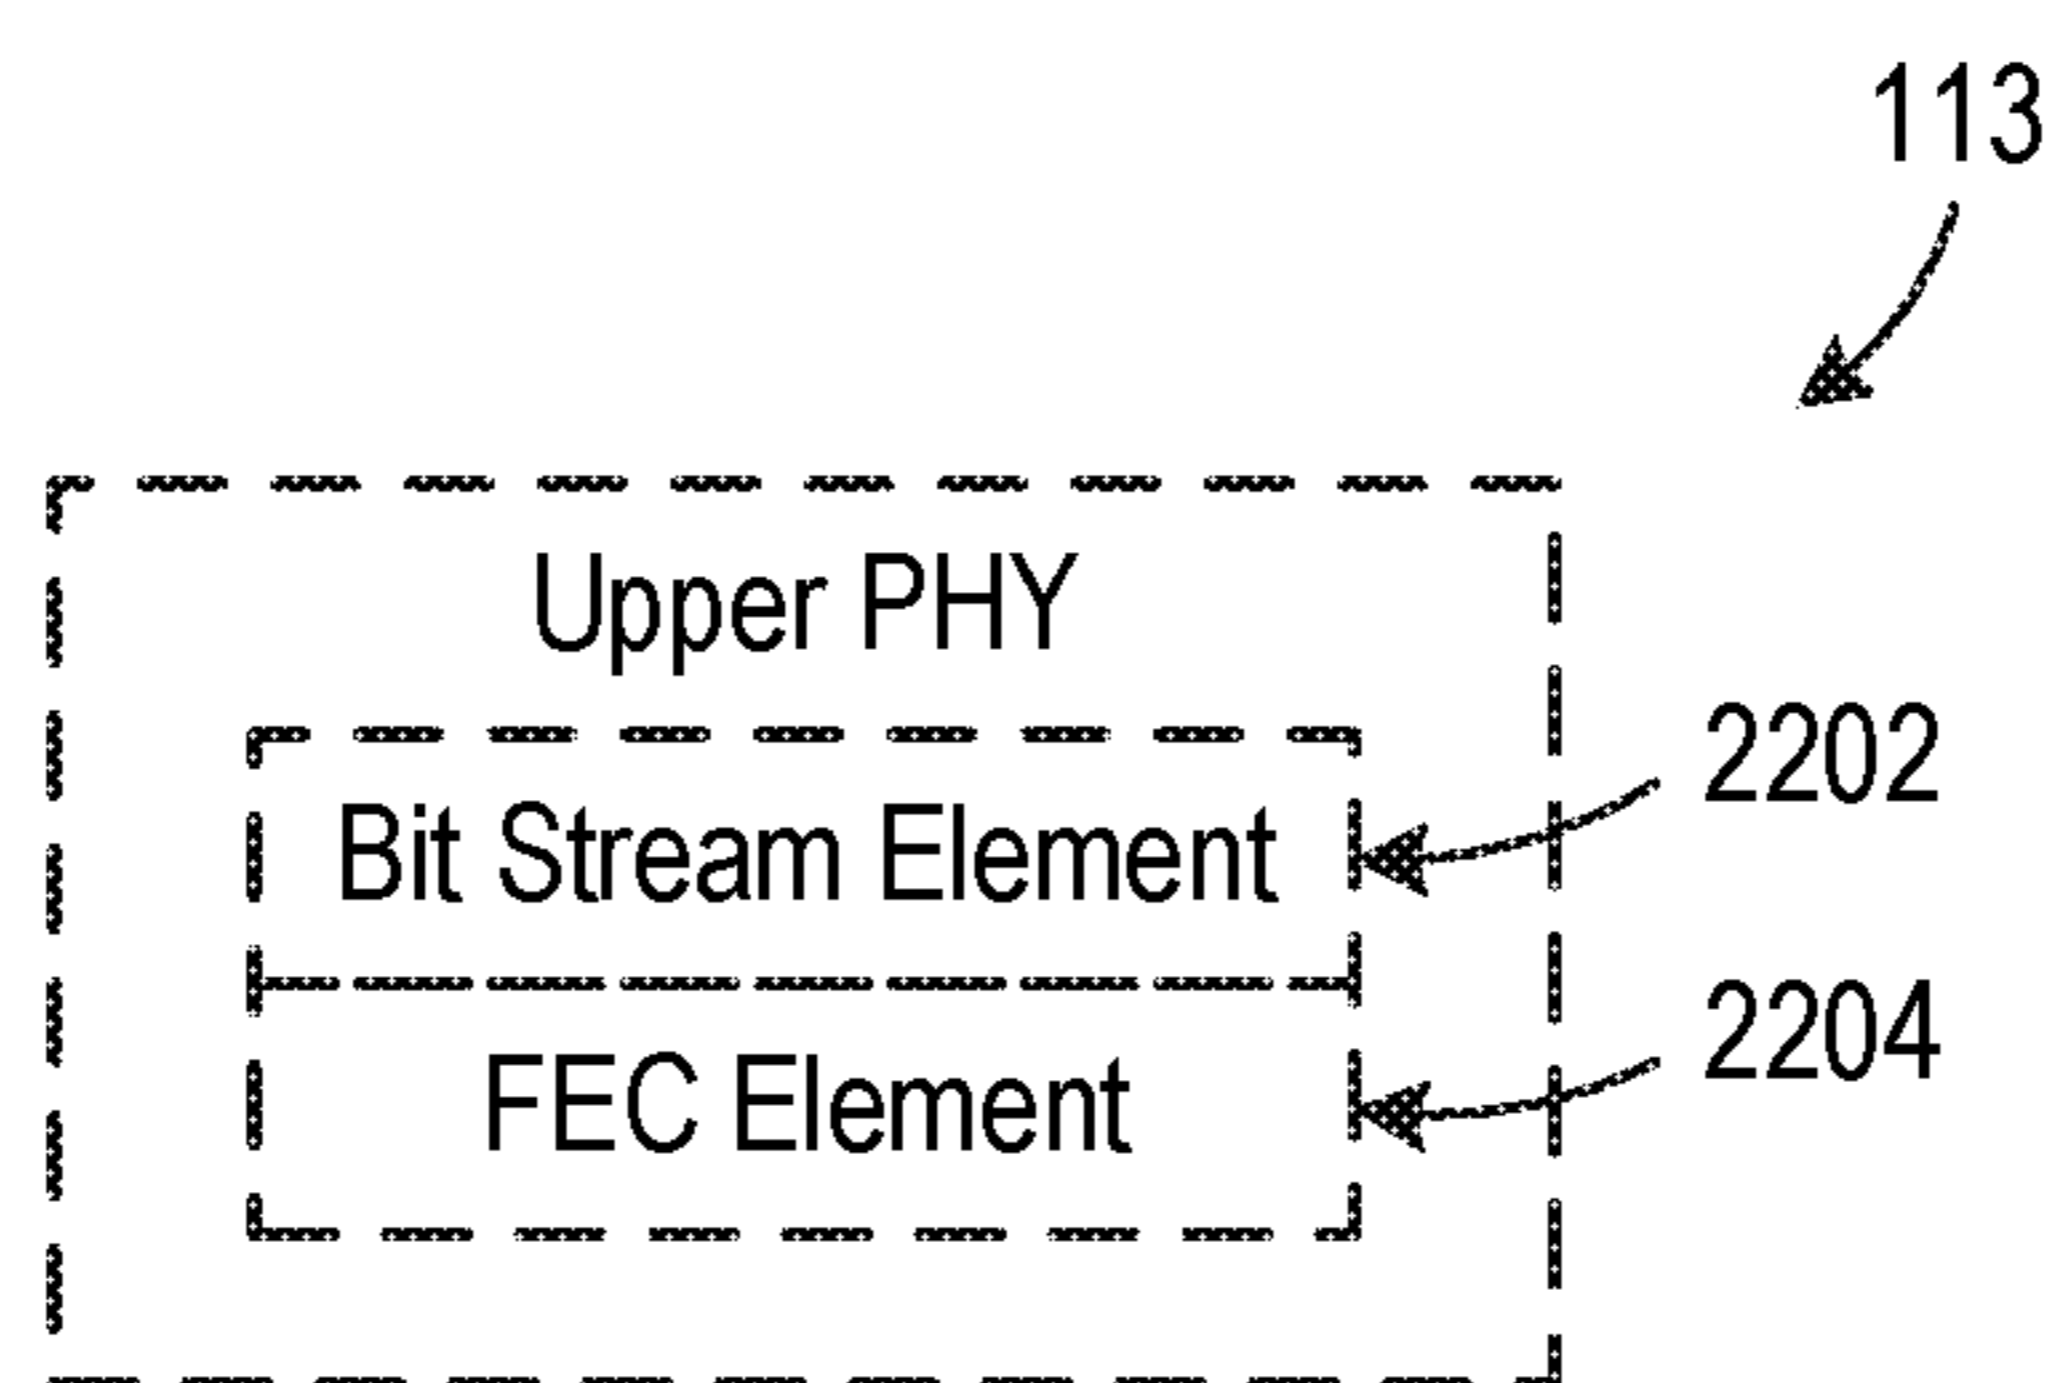 113
Upper PHY
2202
Bit Stream Element
2204
FEC Element